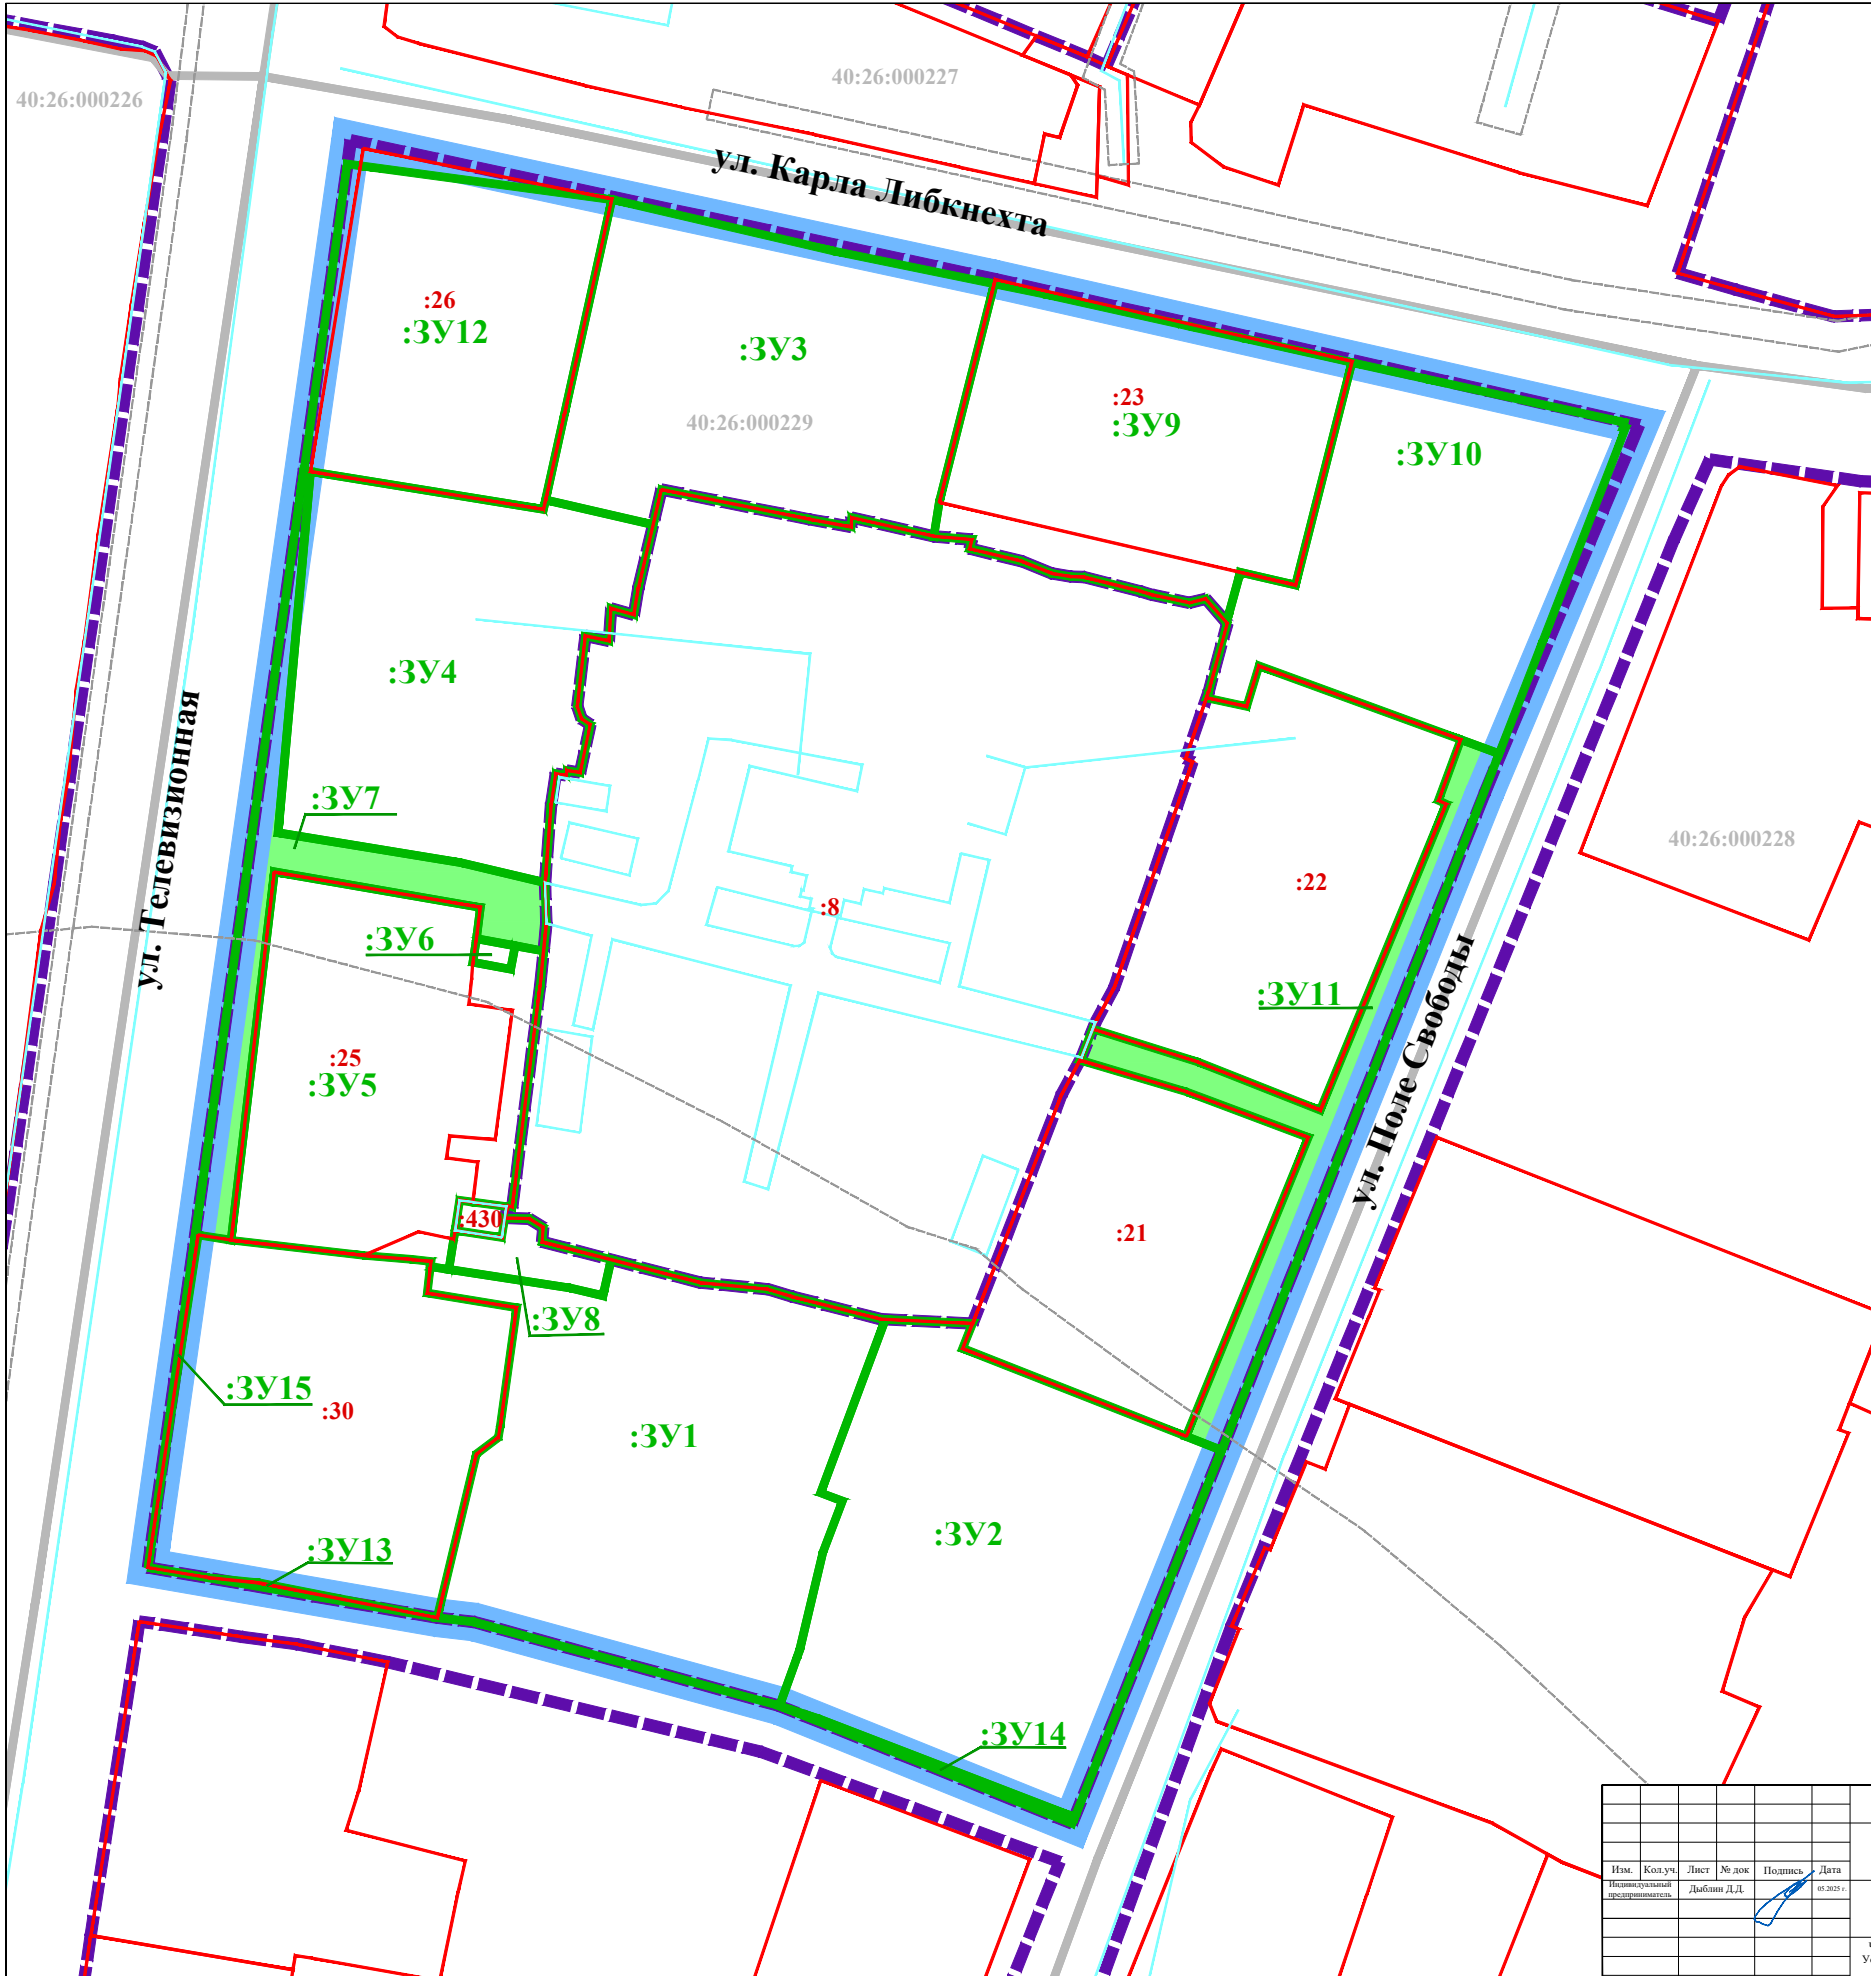 40:26:000226
40:26:000227
ул. Карла Либкнехта
:26
:ЗУ12
:ЗУ3
40:26:000229
:23
:ЗУ9
:ЗУ10
:ЗУ4
ул. Телевизионная
:ЗУ7
40:26:000228
:22
:8
:ЗУ6
:ЗУ11
ул. Поле Свободы
:25
:ЗУ5
:430
:21
:ЗУ8
:ЗУ15
:30
:ЗУ1
:ЗУ2
:ЗУ13
:ЗУ14
Изм. Кол.уч. Лист № док Подпись Дата
Индивидуальный
предприниматель Дыблин Д.Д. 05.2025 г.